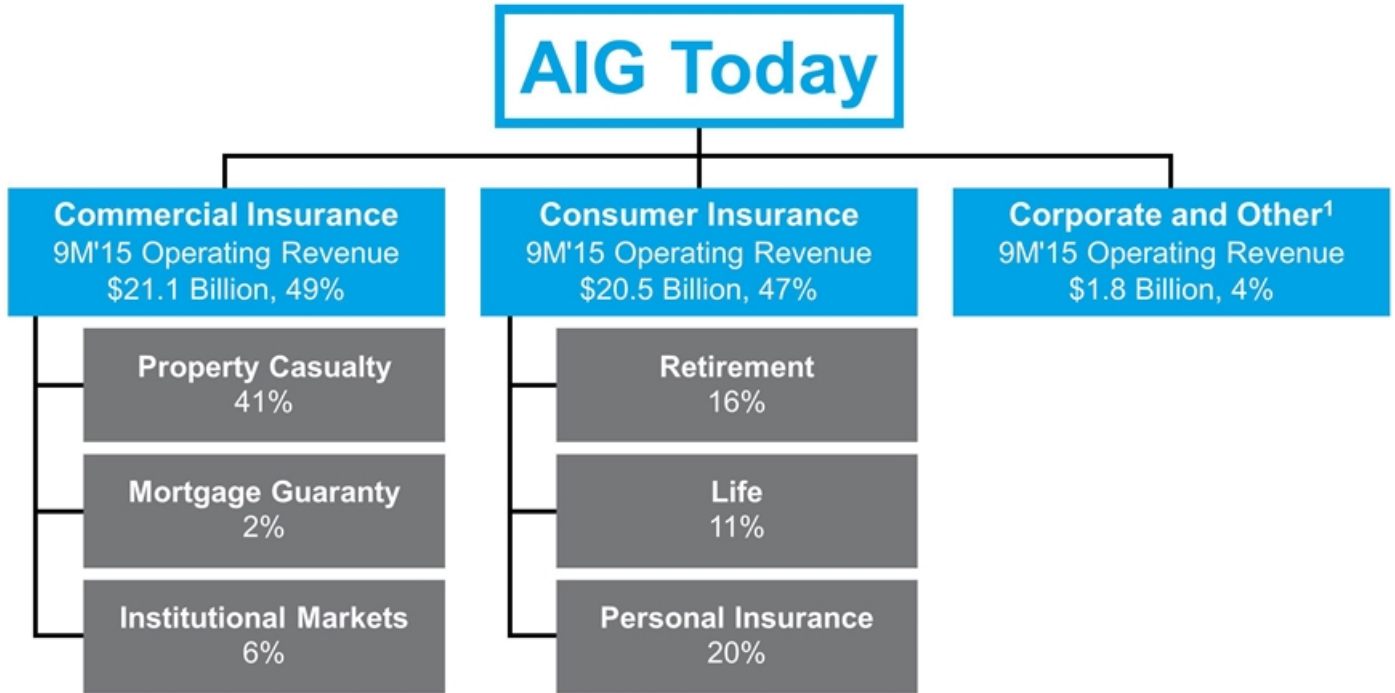 AIG Today
Commercial Insurance
9M'15 Operating Revenue
$21.1 Billion, 49%
Property Casualty
41%
Mortgage Guaranty
2%
Institutional Markets
6%
Consumer Insurance
9M'15 Operating Revenue
$20.5 Billion, 47%
Retirement
16%
Life
11%
Personal Insurance
20%
Corporate and Other¹
9M'15 Operating Revenue
$1.8 Billion, 4%